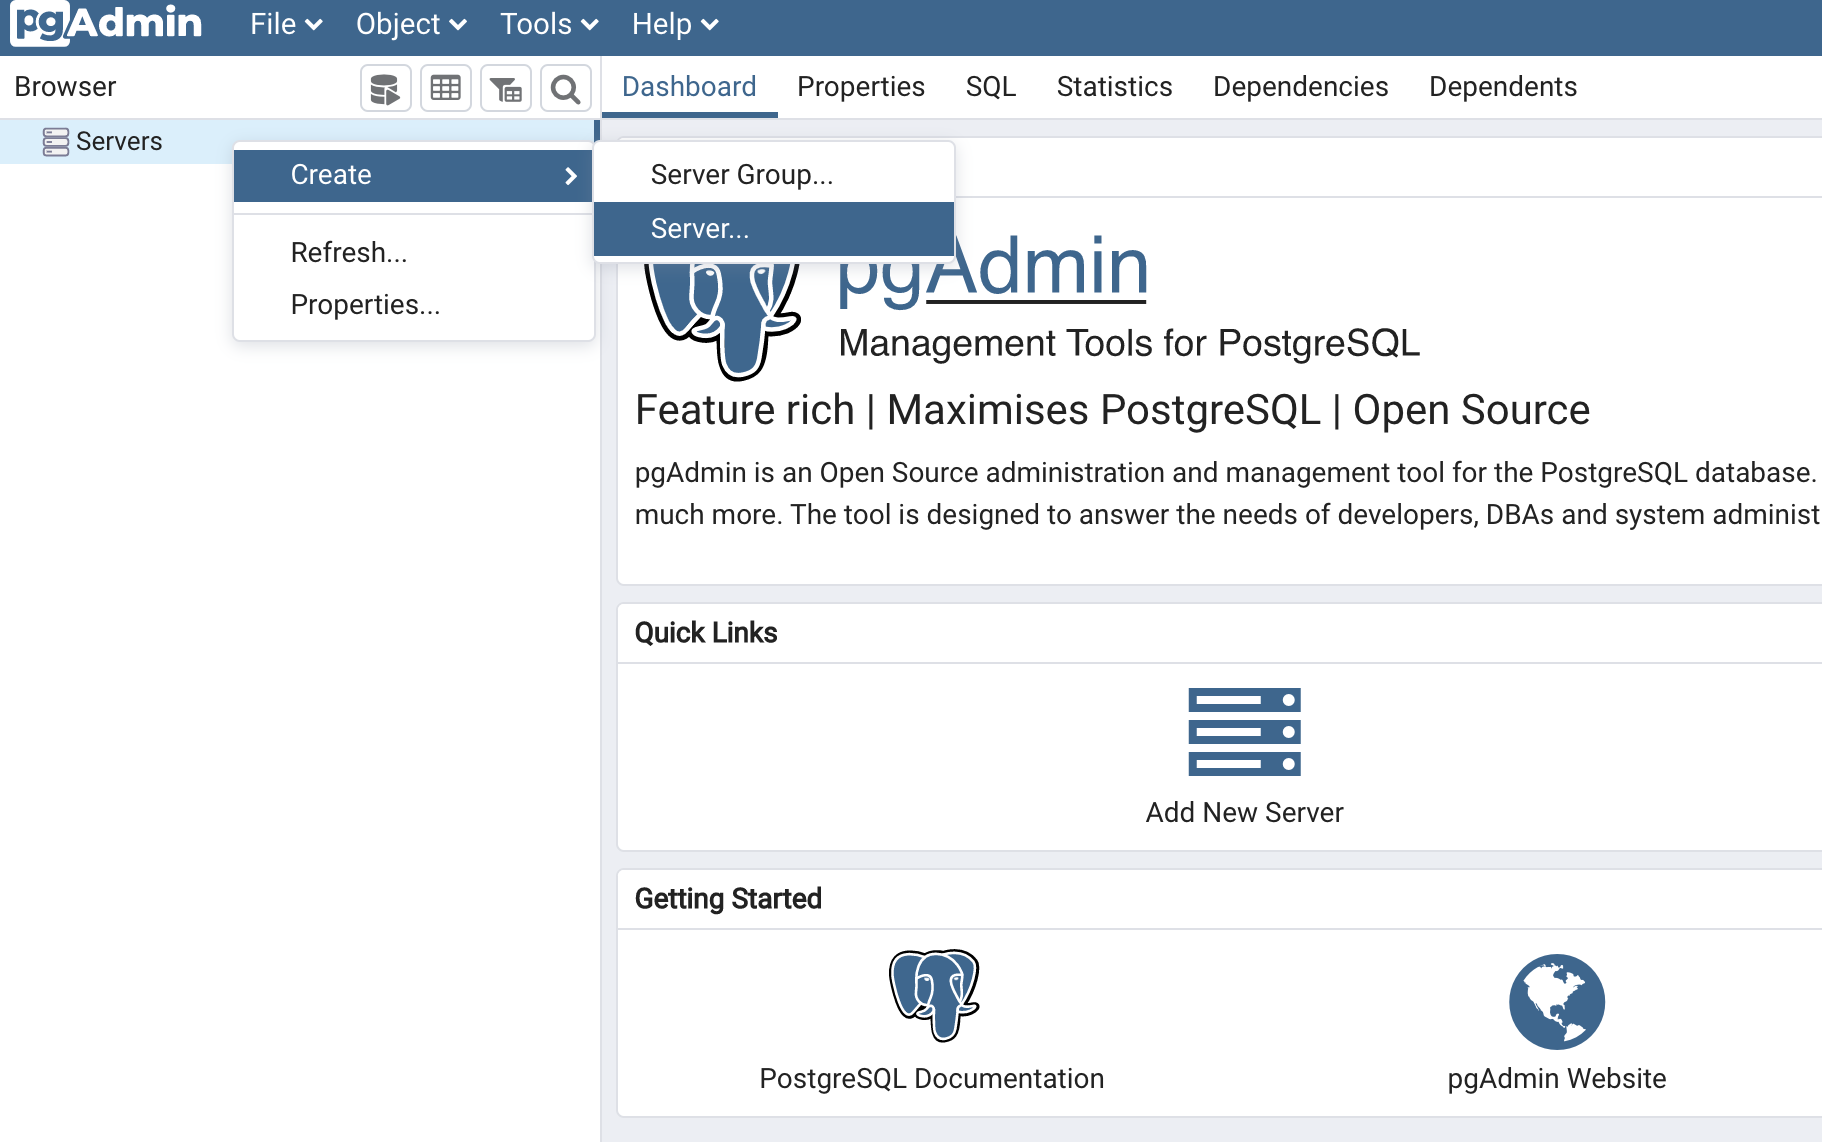 pgAdmin File Object Tools Help
Browser
Dashboard Properties SQL Statistics Dependencies Dependents
Servers
Create
Refresh...
Properties...
Server Group...
Server...
pgAdmin
Management Tools for PostgreSQL
Feature rich | Maximises PostgreSQL | Open Source
pgAdmin is an Open Source administration and management tool for the PostgreSQL database.
much more. The tool is designed to answer the needs of developers, DBAs and system administ
Quick Links
Add New Server
Getting Started
PostgreSQL Documentation
pgAdmin Website